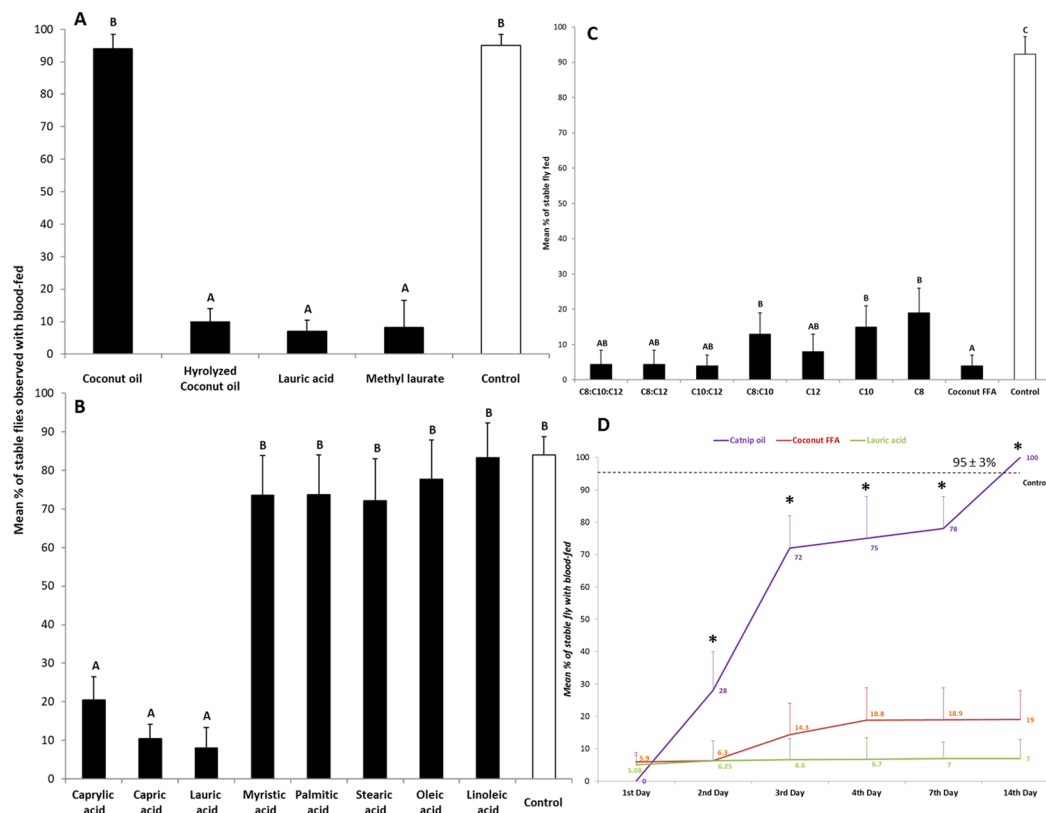 Mean % of stable flies observed with blood-fed
A
100
90
80
70
60
50
40
30
20
10
0
B
A
A
A
B
Coconut oil
Hyrolyzed
Coconut oil
Lauric acid
Methyl laurate
Control
B
100
90
80
70
60
50
40
30
20
10
0
A
A
A
B
B
B
B
B
B
Caprylic
acid
Capric
acid
Lauric
acid
Myristic
acid
Palmitic
acid
Stearic
acid
Oleic
acid
Linoleic
acid
Control
C
Mean % of stable fly fed
100
90
80
70
60
50
40
30
20
10
0
AB
AB
AB
B
AB
B
B
A
C
C8:C10:C12
C8:C12
C10:C12
C8:C10
C12
C10
C8
Coconut FFA
Control
D
Catnip oil
Coconut FFA
Lauric acid
Mean % of stable fly with blood-fed
100
90
80
70
60
50
40
30
20
10
0
95 ± 3%
Contro
*
*
*
*
*
0
28
72
75
78
100
5.9
6.3
14.3
18.8
18.9
19
5.08
6.25
6.6
6.7
7
7
1st Day
2nd Day
3rd Day
4th Day
7th Day
14th Day